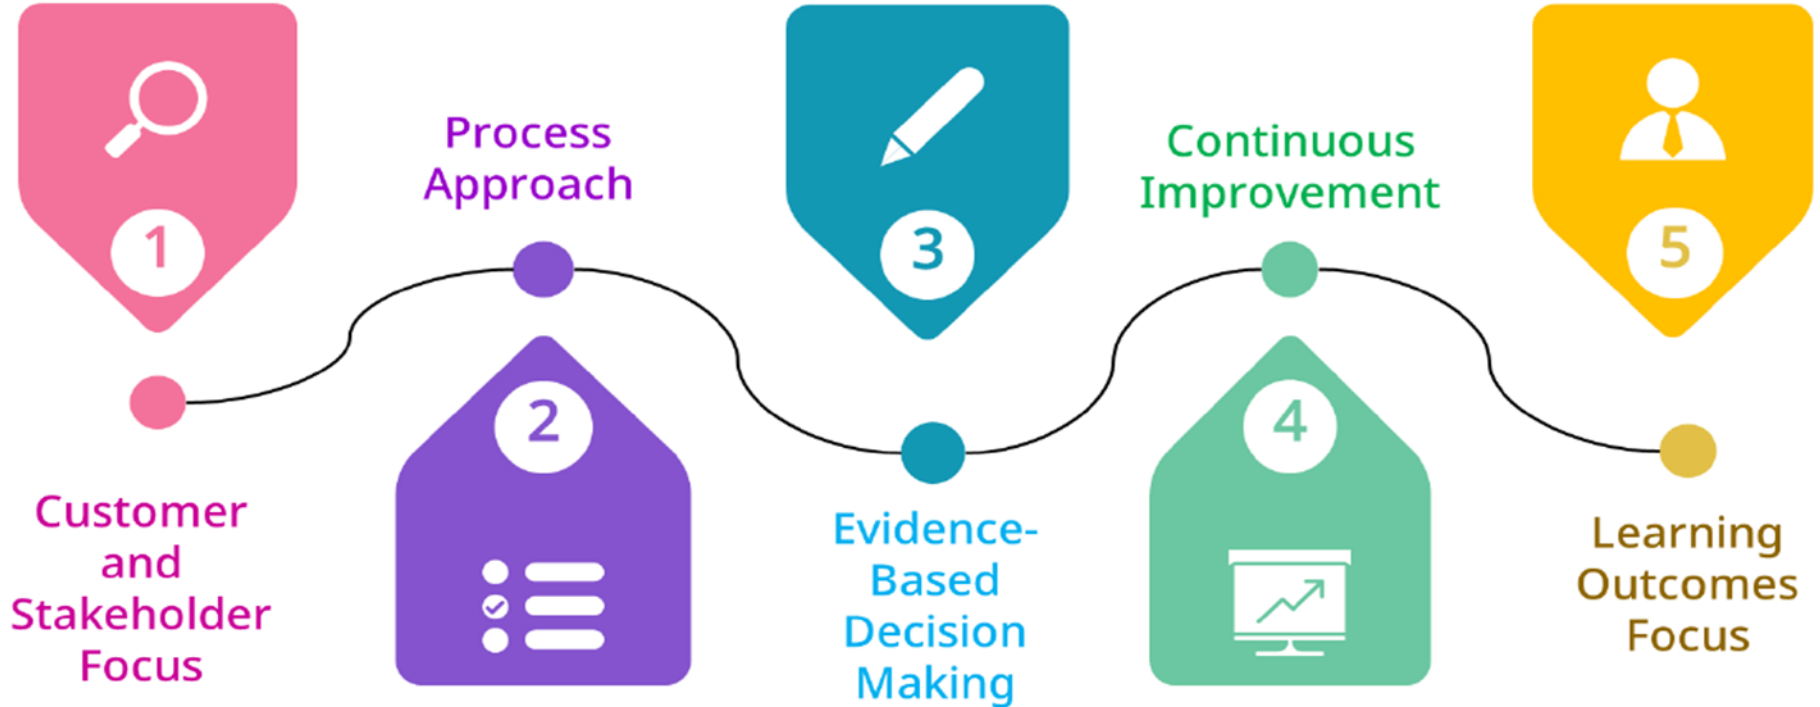 1
Customer
and
Stakeholder
Focus
Process
Approach
2
3
Evidence-
Based
Decision
Making
Continuous
Improvement
4
5
Learning
Outcomes
Focus